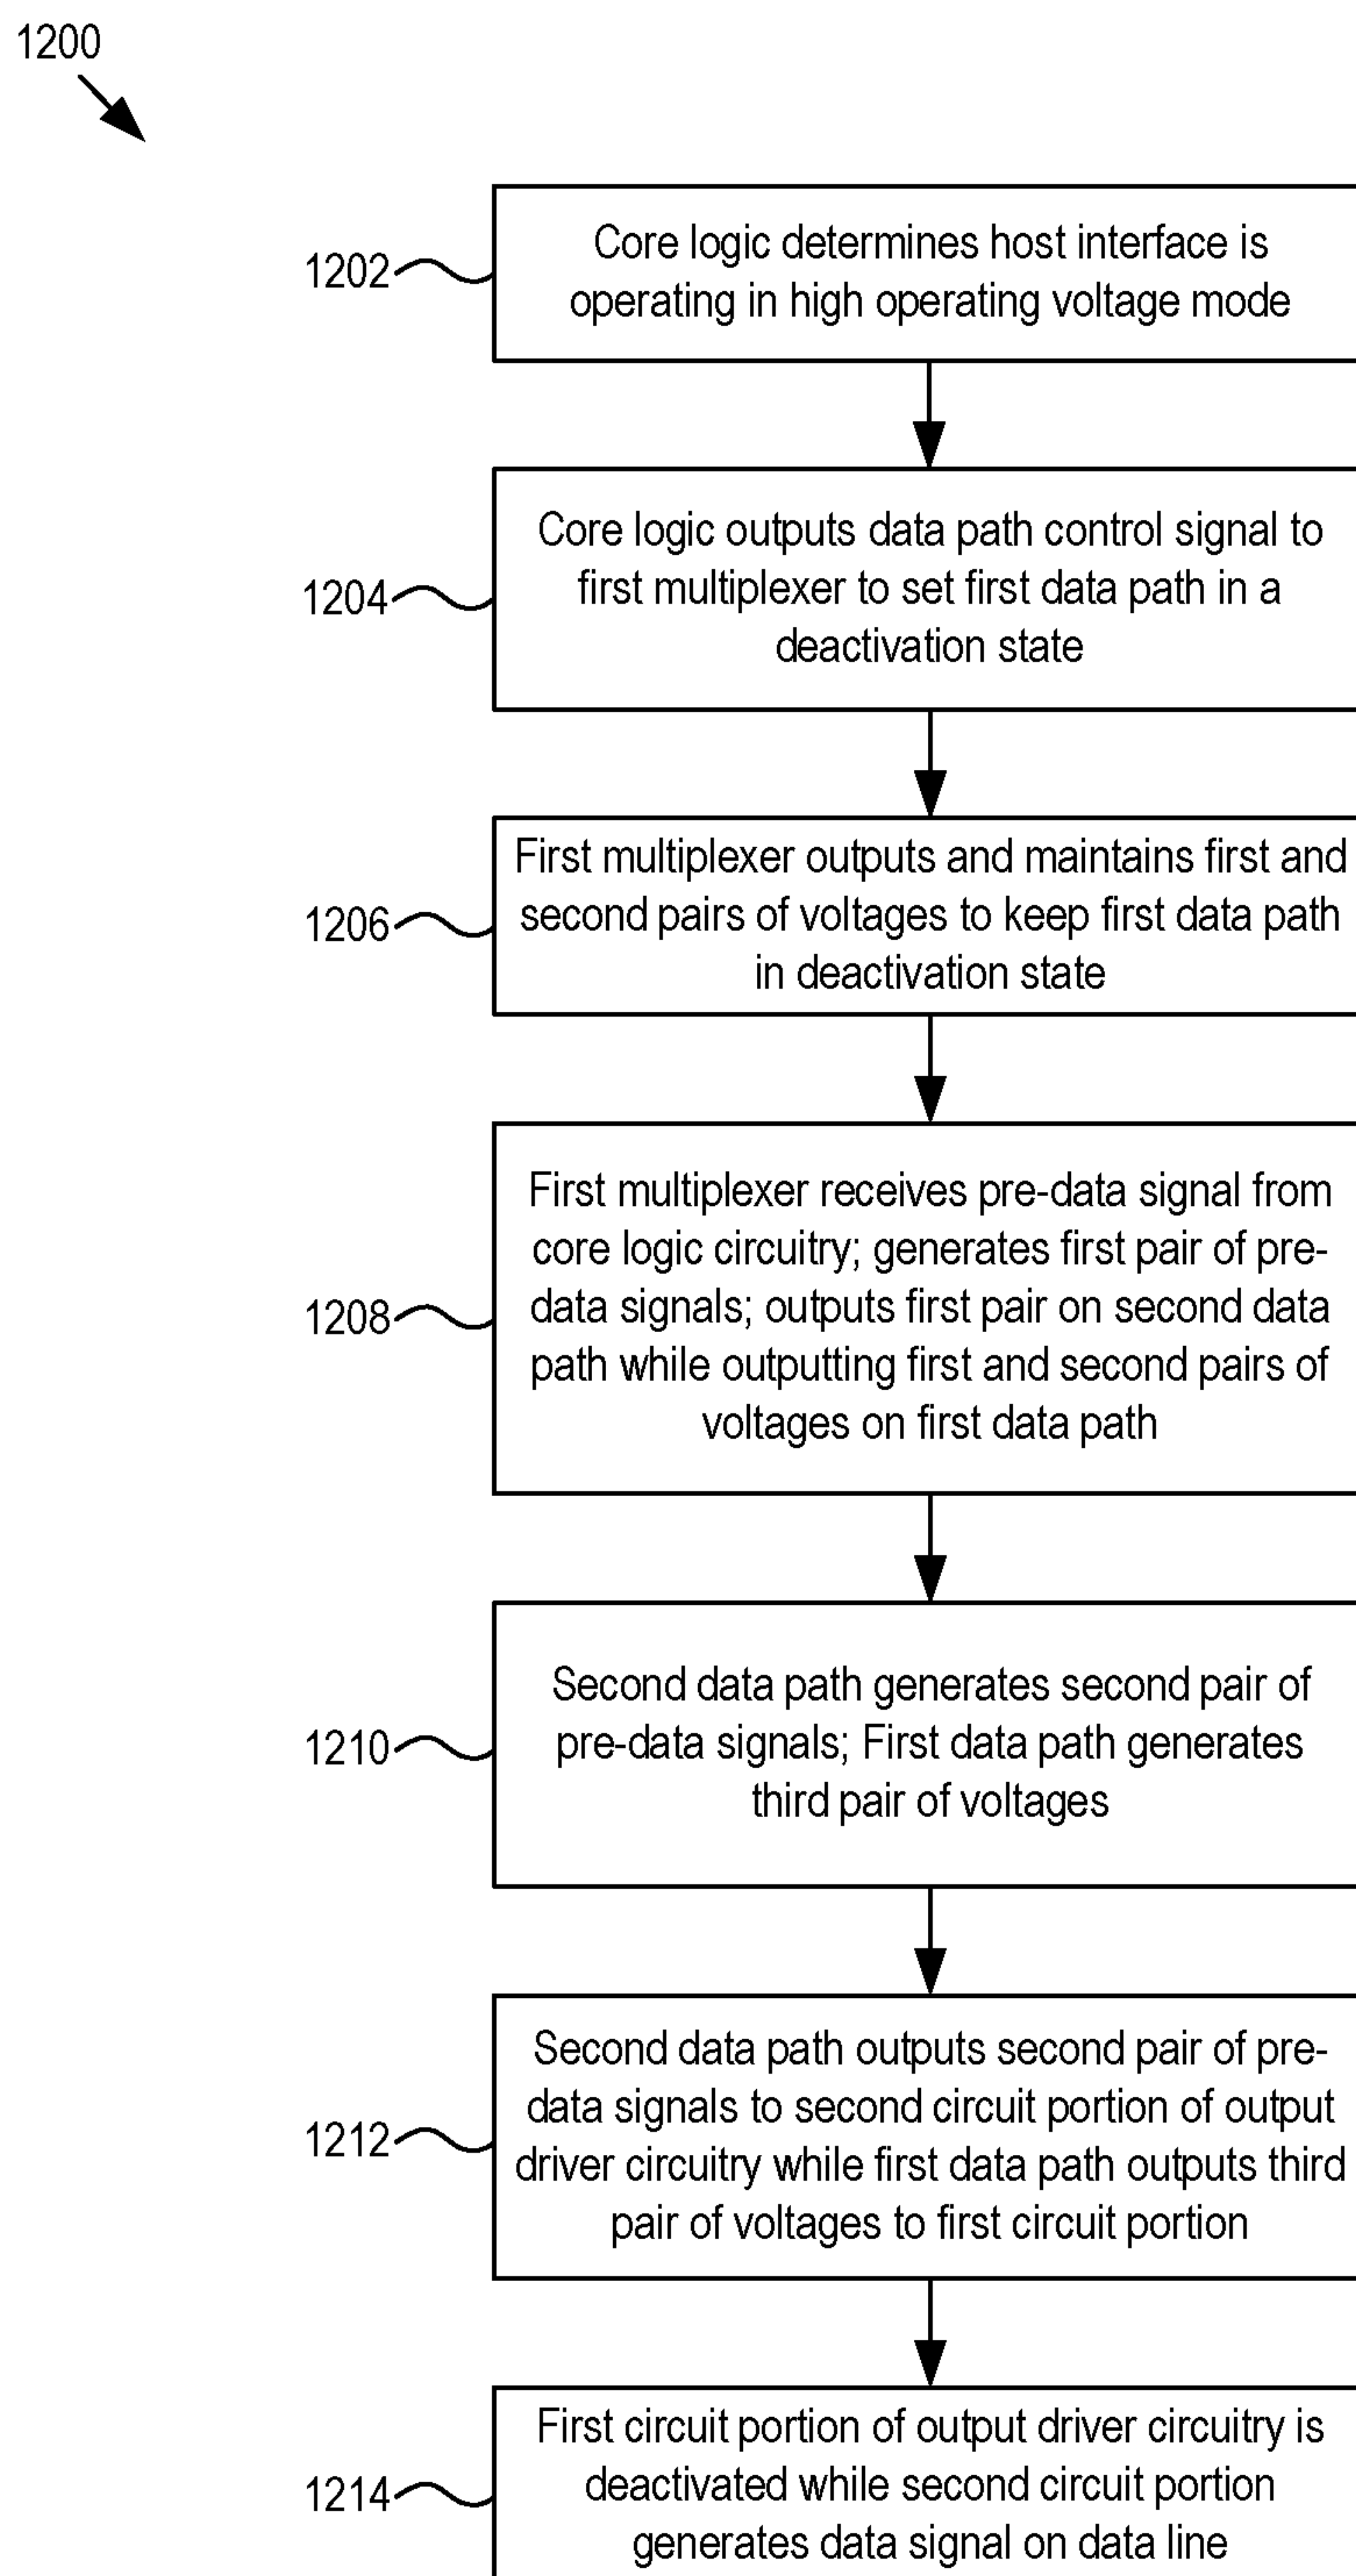 1200
1202
Core logic determines host interface is
operating in high operating voltage mode
1204
Core logic outputs data path control signal to
first multiplexer to set first data path in a
deactivation state
1206
First multiplexer outputs and maintains first and
second pairs of voltages to keep first data path
in deactivation state
1208
First multiplexer receives pre-data signal from
core logic circuitry; generates first pair of pre-
data signals; outputs first pair on second data
path while outputting first and second pairs of
voltages on first data path
1210
Second data path generates second pair of
pre-data signals; First data path generates
third pair of voltages
1212
Second data path outputs second pair of pre-
data signals to second circuit portion of output
driver circuitry while first data path outputs third
pair of voltages to first circuit portion
1214
First circuit portion of output driver circuitry is
deactivated while second circuit portion
generates data signal on data line